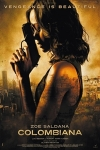 VENGEANCE IS BEAUTIFUL
ZOE SALDANA
COLOMBIANA